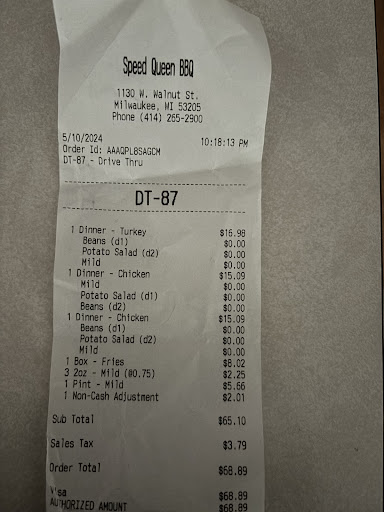 Speed Queen BBQ
1130 W. Walnut St.
Milwaukee, WI 53205
Phone (414) 265-2900
5/10/2024 10:18:13 PM
Order Id: AAAQPL8SAGCM
DT-87 - Drive Thru
DT-87
1 Dinner - Turkey $16.98
Beans (d1) $0.00
Potato Salad (d2) $0.00
Mild $0.00
1 Dinner - Chicken $15.09
Mild $0.00
Potato Salad (d1) $0.00
Beans (d2) $0.00
1 Dinner - Chicken $15.09
Beans (d1) $0.00
Potato Salad (d2) $0.00
Mild $0.00
1 Box - Fries $8.02
3 2oz - Mild (@0.75) $2.25
1 Pint - Mild $5.66
1 Non-Cash Adjustment $2.01
Sub Total $65.10
Sales Tax $3.79
Order Total $68.89
Visa $68.89
AUTHORIZED AMOUNT $68.89